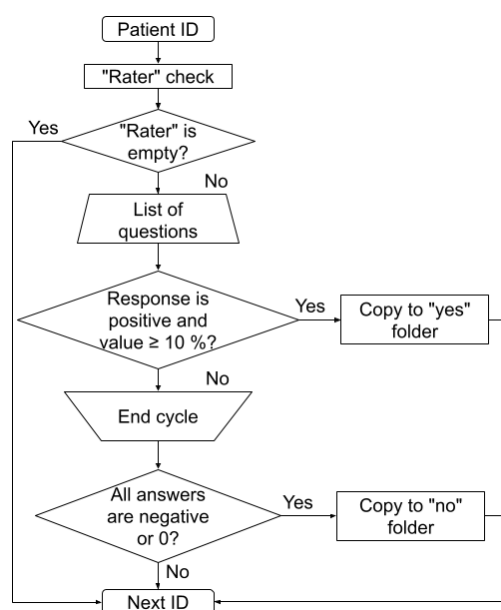 Patient ID
"Rater" check
Yes
"Rater" is
empty?
No
List of
questions
Response is
positive and
value ≥ 10 %?
Yes
Copy to "yes"
folder
No
End cycle
All answers
are negative
or 0?
Yes
Copy to "no"
folder
No
Next ID